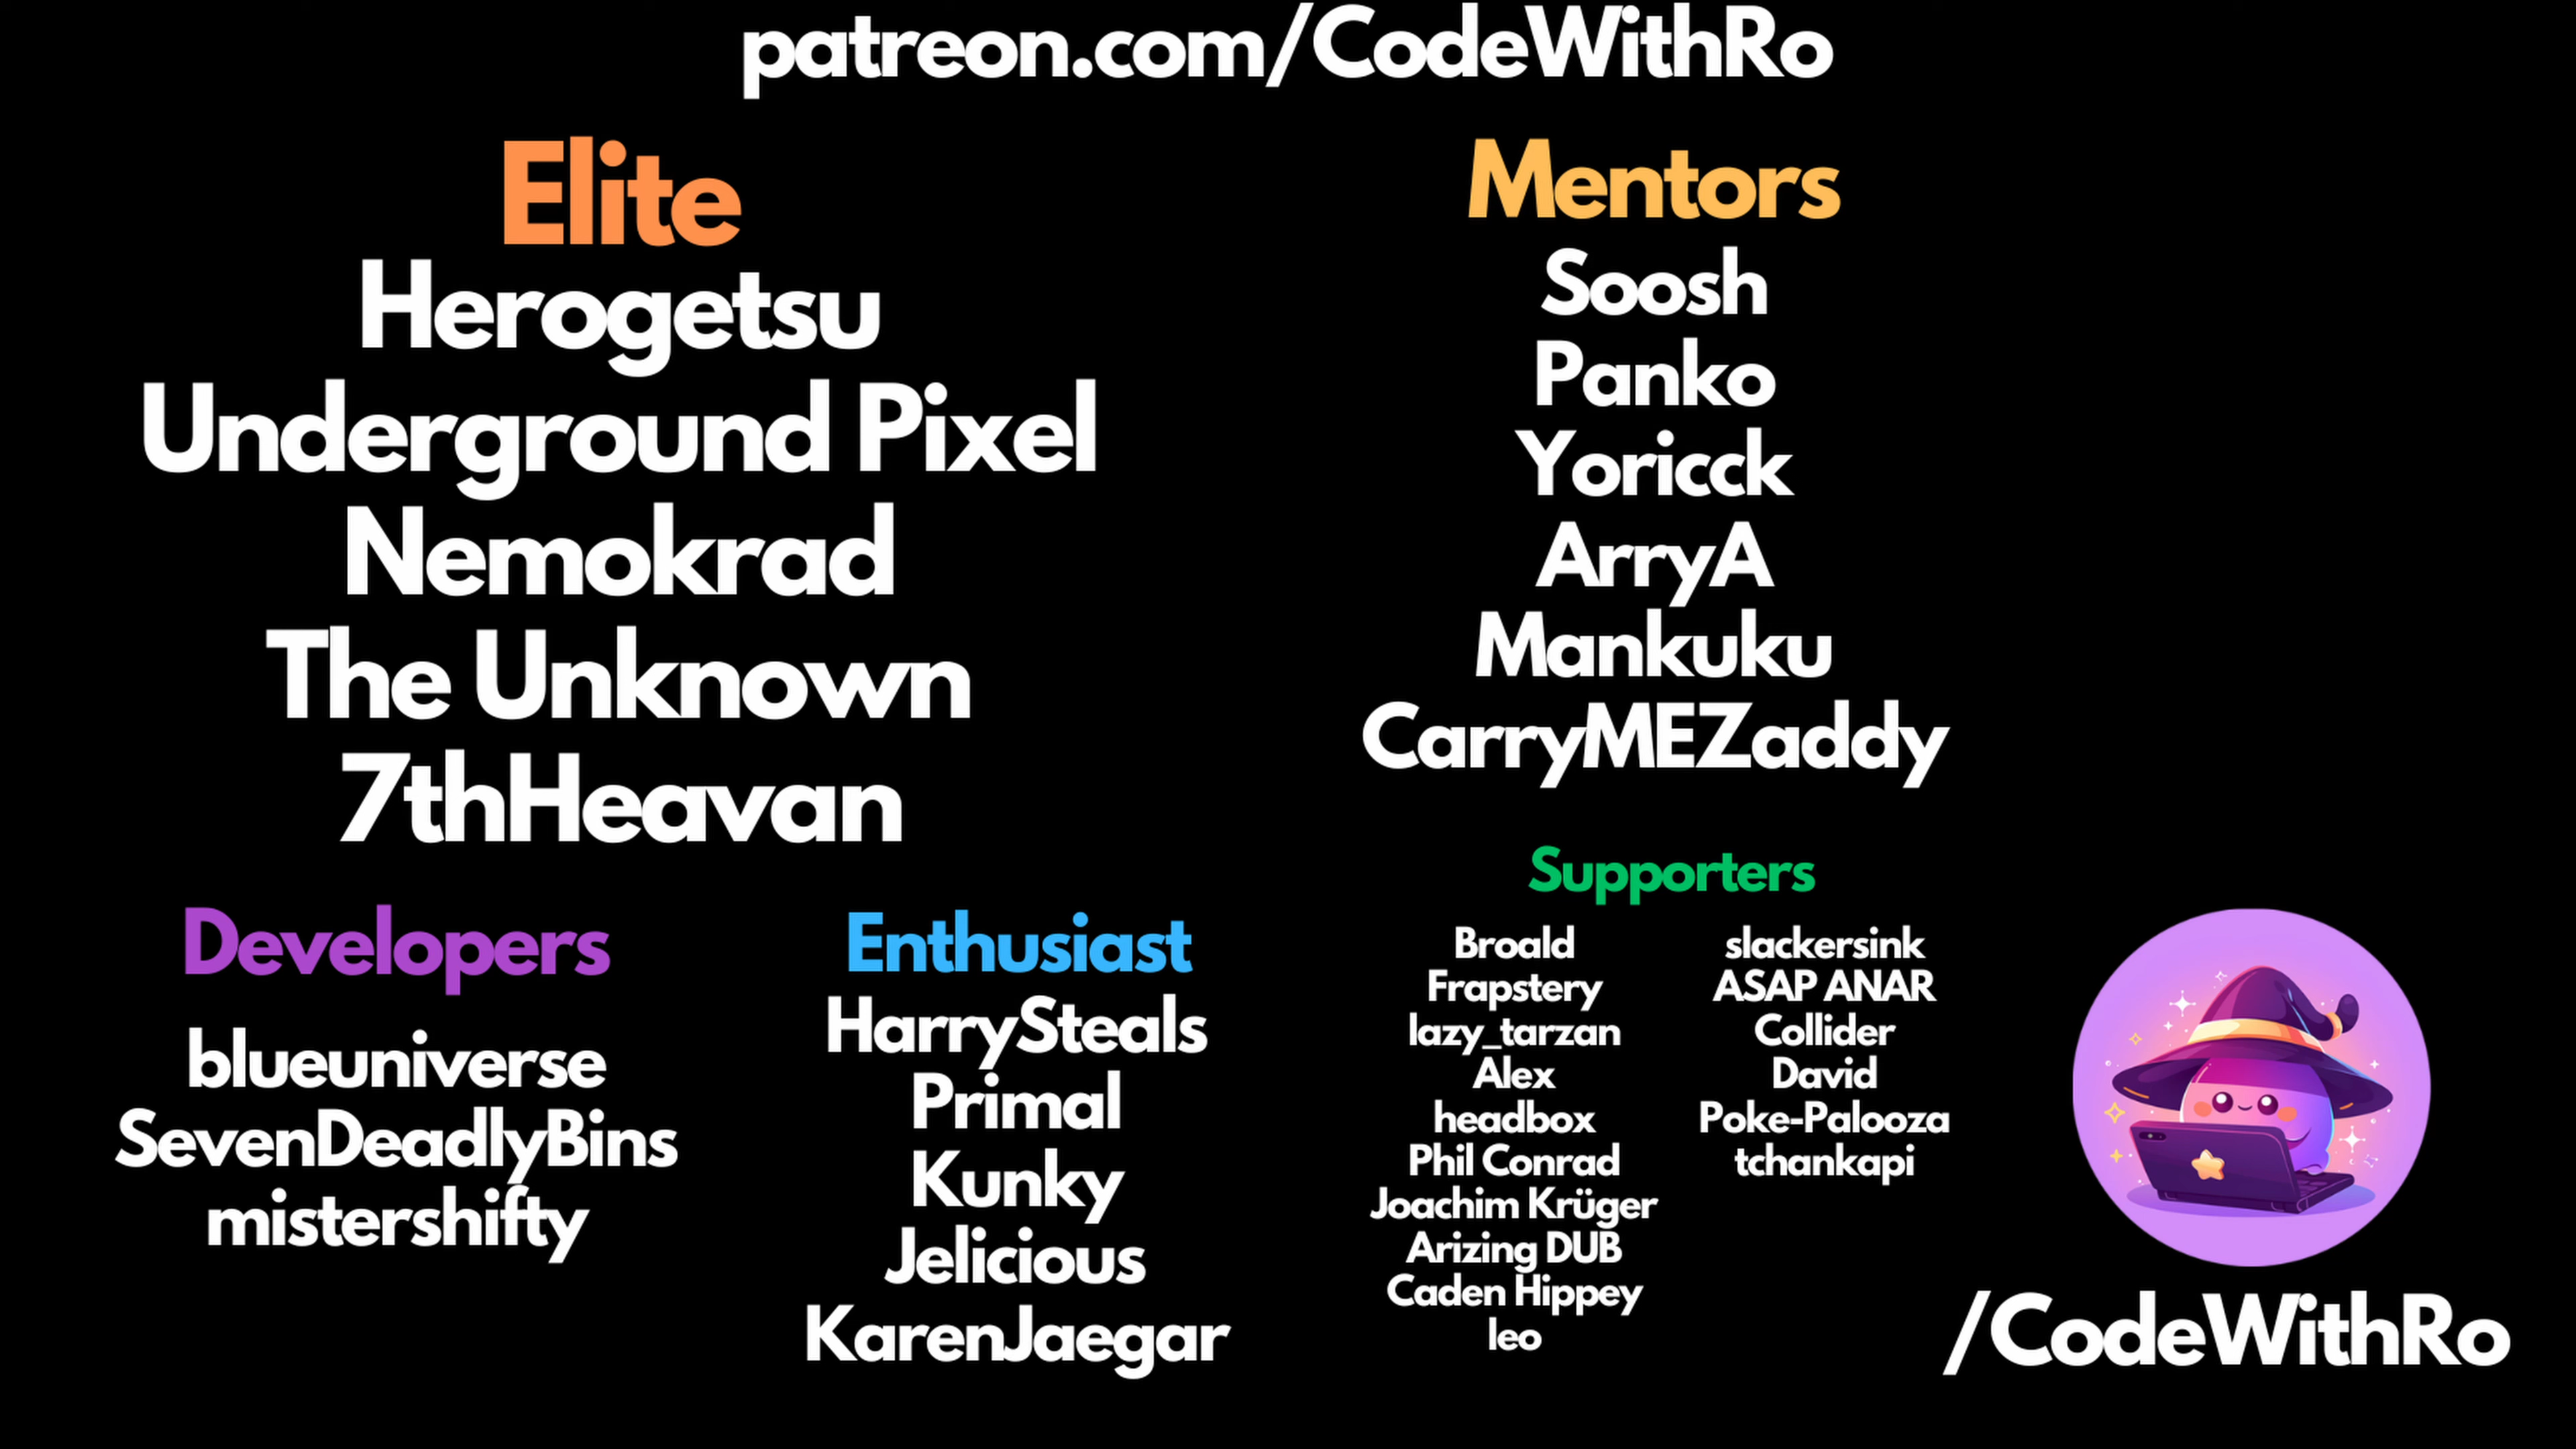 patreon.com/CodeWithRo
Elite
Herogetsu
Underground Pixel
Nemokrad
The Unknown
7thHeavan
Mentors
Soosh
Panko
Yoricck
ArryA
Mankuku
CarryMEZaddy
Developers
blueuniverse
SevenDeadlyBins
mistershifty
Enthusiast
HarrySteals
Primal
Kunky
Jelicious
KarenJaegar
Supporters
Broald
Frapstery
lazy_tarzan
Alex
headbox
Phil Conrad
Joachim Krüger
Arizing DUB
Caden Hippey
leo
slackersink
ASAP ANAR
Collider
David
Poke-Palooza
tchankapi
/CodeWithRo